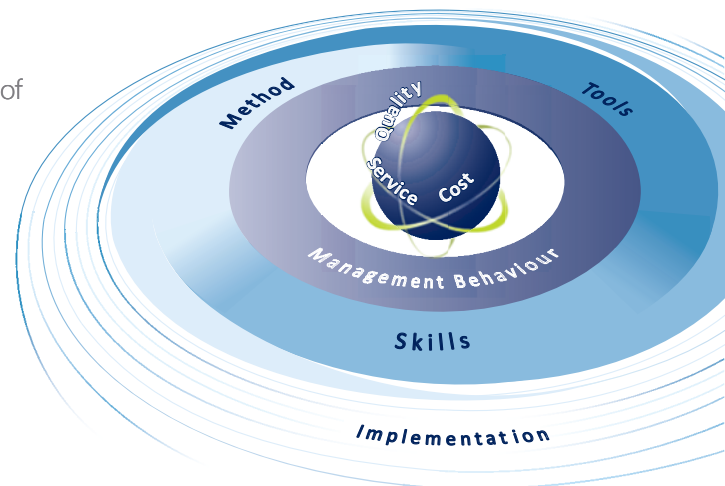 of
Method
Tools
Quality
Service
Cost
Management Behaviour
Skills
Implementation